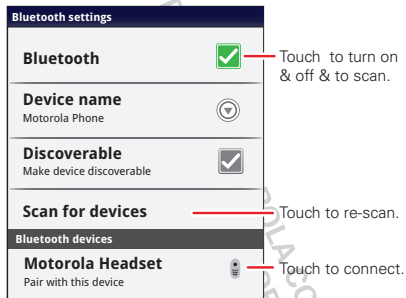 Bluetooth settings
Bluetooth
Touch to turn on
& off & to scan.
Device name
Motorola Phone
Discoverable
Make device discoverable
Scan for devices
Touch to re-scan.
Bluetooth devices
Motorola Headset
Touch to connect.
Pair with this device